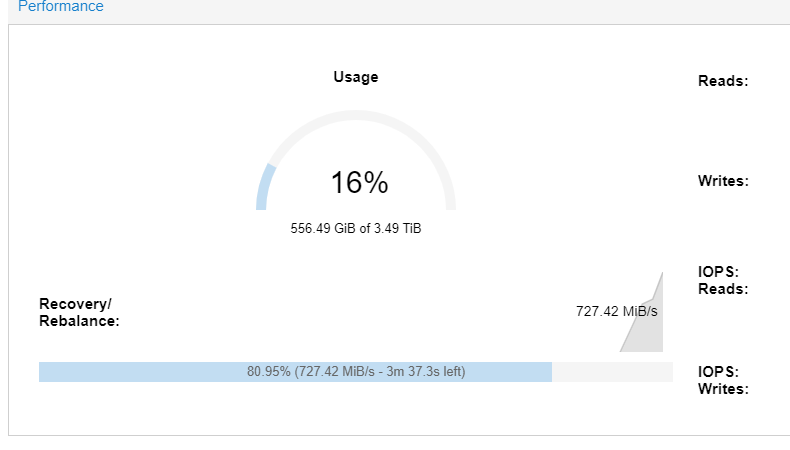 Performance
Usage
Reads:
16%
Writes:
556.49 GiB of 3.49 TiB
IOPS:
Reads:
Recovery/
Rebalance:
727.42 MiB/s
80.95% (727.42 MiB/s - 3m 37.3s left)
IOPS:
Writes: